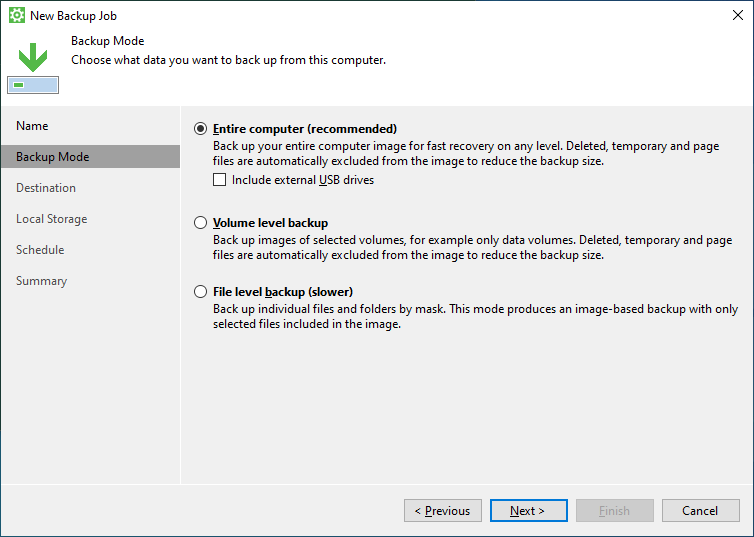 New Backup Job
Backup Mode
Choose what data you want to back up from this computer.
Name
Backup Mode
Destination
Local Storage
Schedule
Summary
Entire computer (recommended)
Back up your entire computer image for fast recovery on any level. Deleted, temporary and page
files are automatically excluded from the image to reduce the backup size.
Include external USB drives
Volume level backup
Back up images of selected volumes, for example only data volumes. Deleted, temporary and page
files are automatically excluded from the image to reduce the backup size.
File level backup (slower)
Back up individual files and folders by mask. This mode produces an image-based backup with only
selected files included in the image.
< Previous
Next >
Finish
Cancel